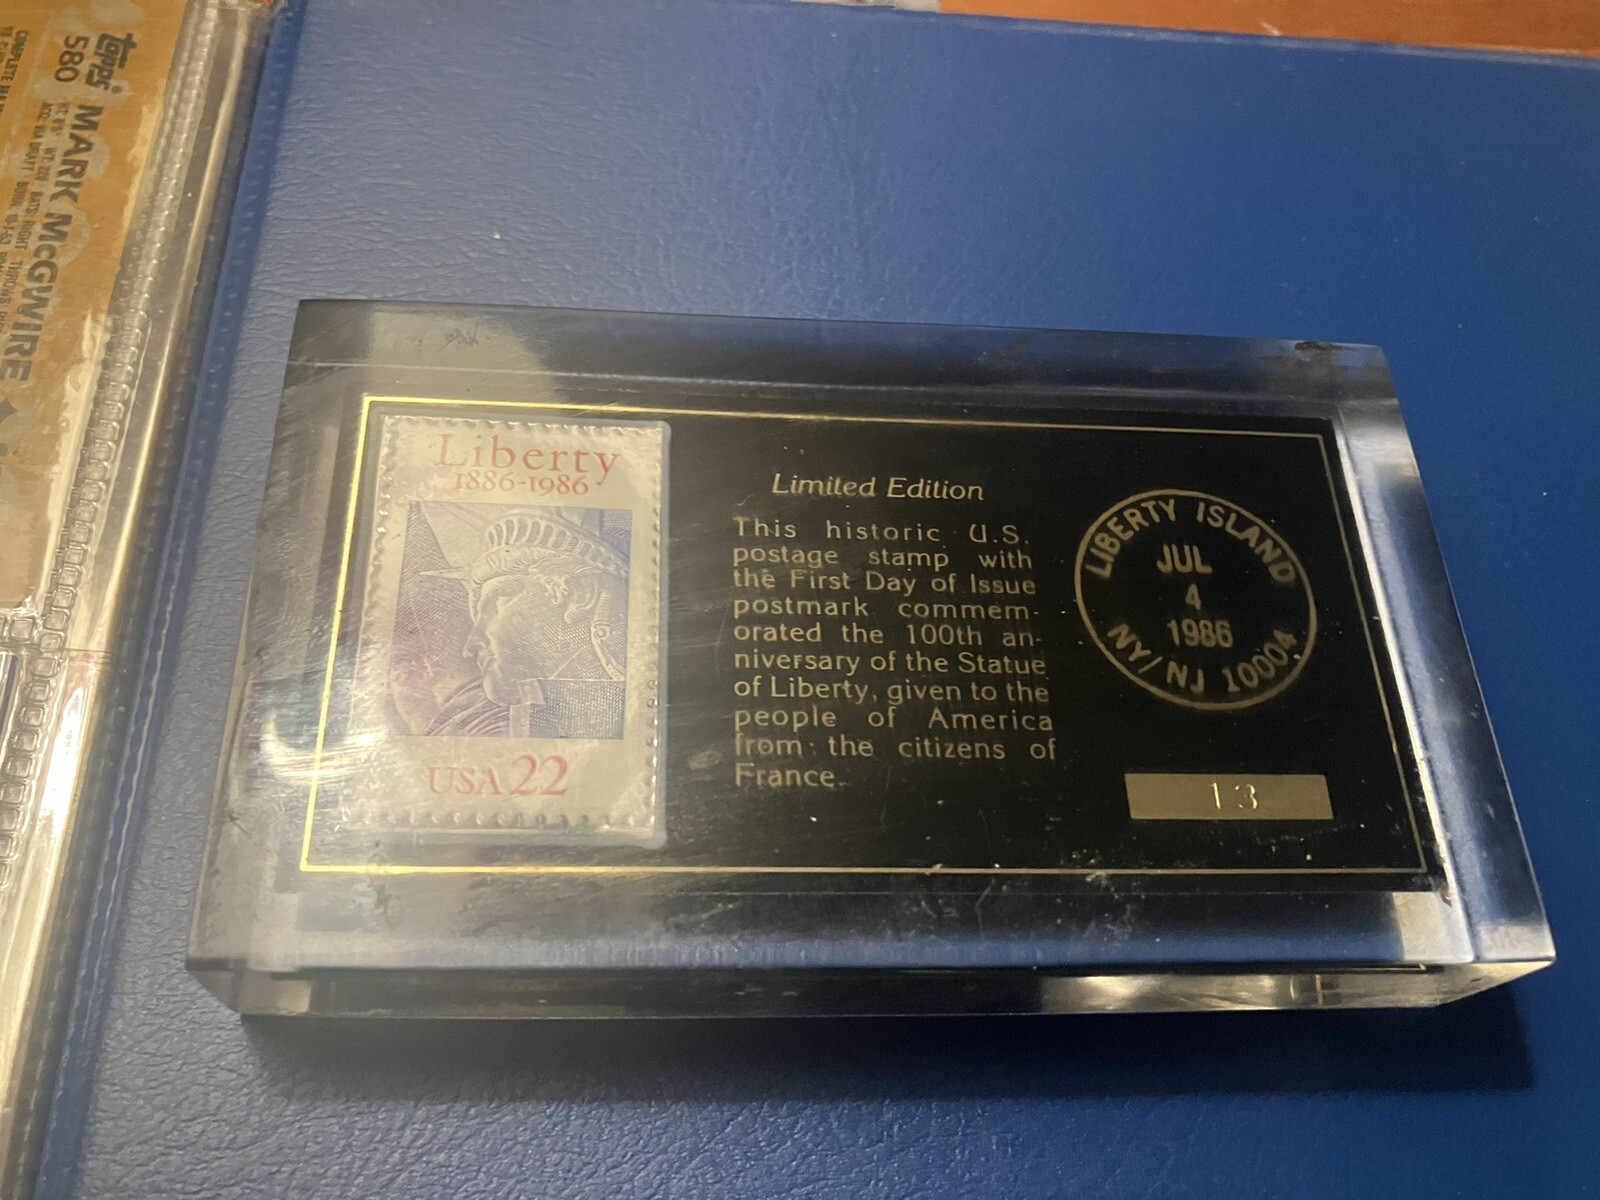 topps
580 MARK McGWIRE
Liberty
1886-1986
USA 22
Limited Edition
This historic U.S.
postage stamp with
the First Day of Issue
postmark commem-
orated the 100th an-
niversary of the Statue
of Liberty, given to the
people of America
from the citizens of
France.
LIBERTY ISLAND
JUL
4
1986
NY/NJ 10004
13